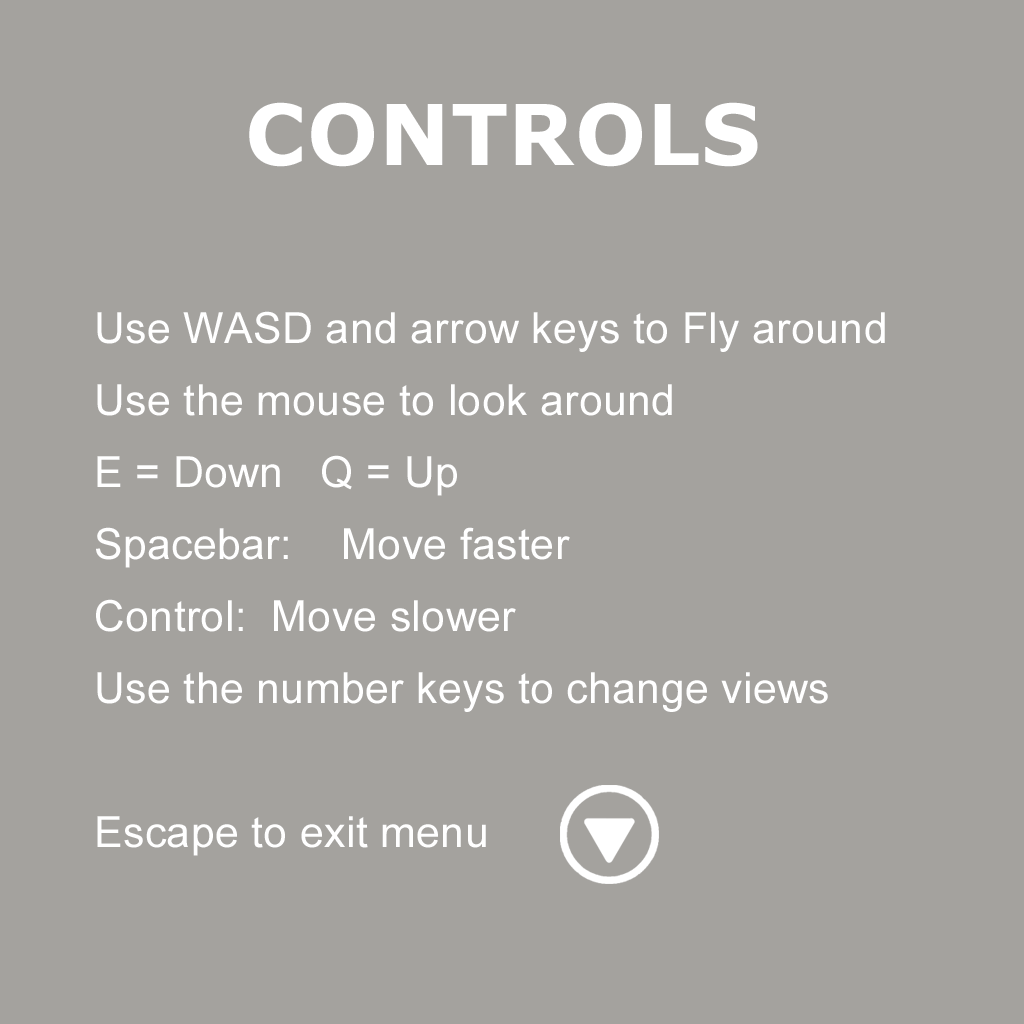 CONTROLS
Use WASD and arrow keys to Fly around
Use the mouse to look around
E = Down   Q = Up
Spacebar:    Move faster
Control:  Move slower
Use the number keys to change views
Escape to exit menu